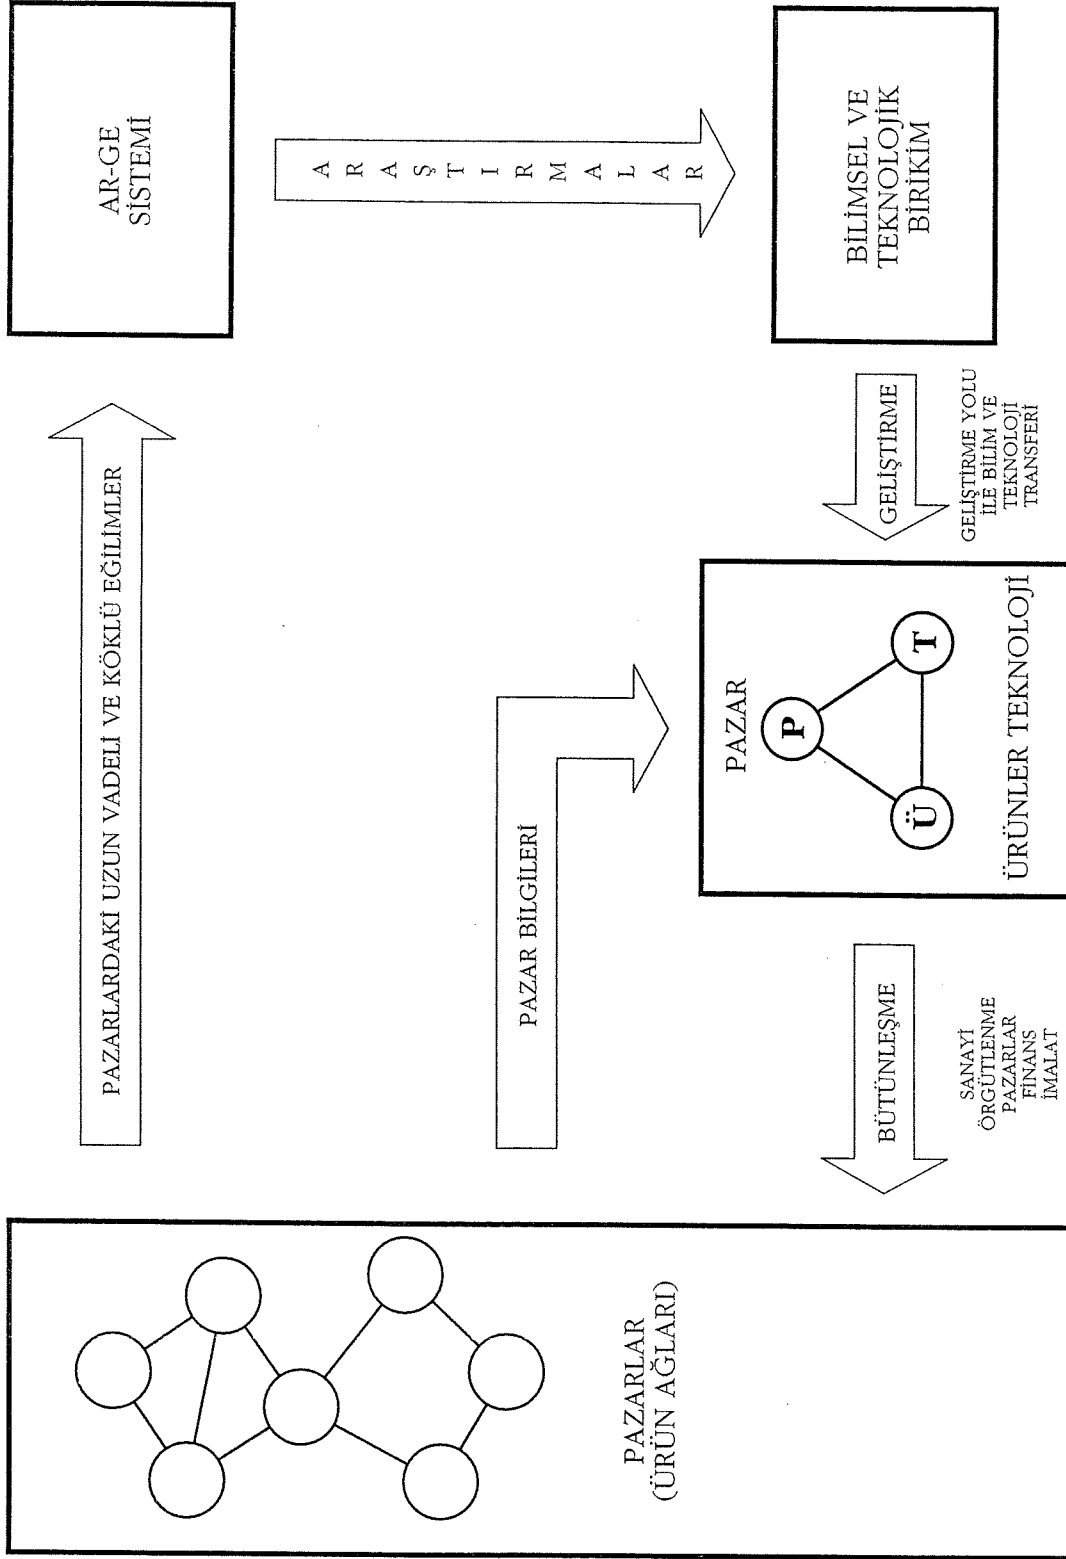 PAZARLAR
(ÜRÜN AĞLARI)
PAZARLARDAKİ UZUN VADELİ VE KÖKLÜ EĞİLİMLER
AR-GE
SİSTEMİ
PAZAR BİLGİLERİ
ARAŞTIRMALAR
BÜTÜNLEŞME
SANAYİ
ÖRGÜTLENME
PAZARLAR
FİNANS
İMALAT
PAZAR
P
Ü
T
ÜRÜNLER TEKNOLOJİ
GELİŞTİRME
GELİŞTİRME YOLU
İLE BİLİM VE
TEKNOLOJİ
TRANSFERİ
BİLİMSEL VE
TEKNOLOJİK
BİRİKİM